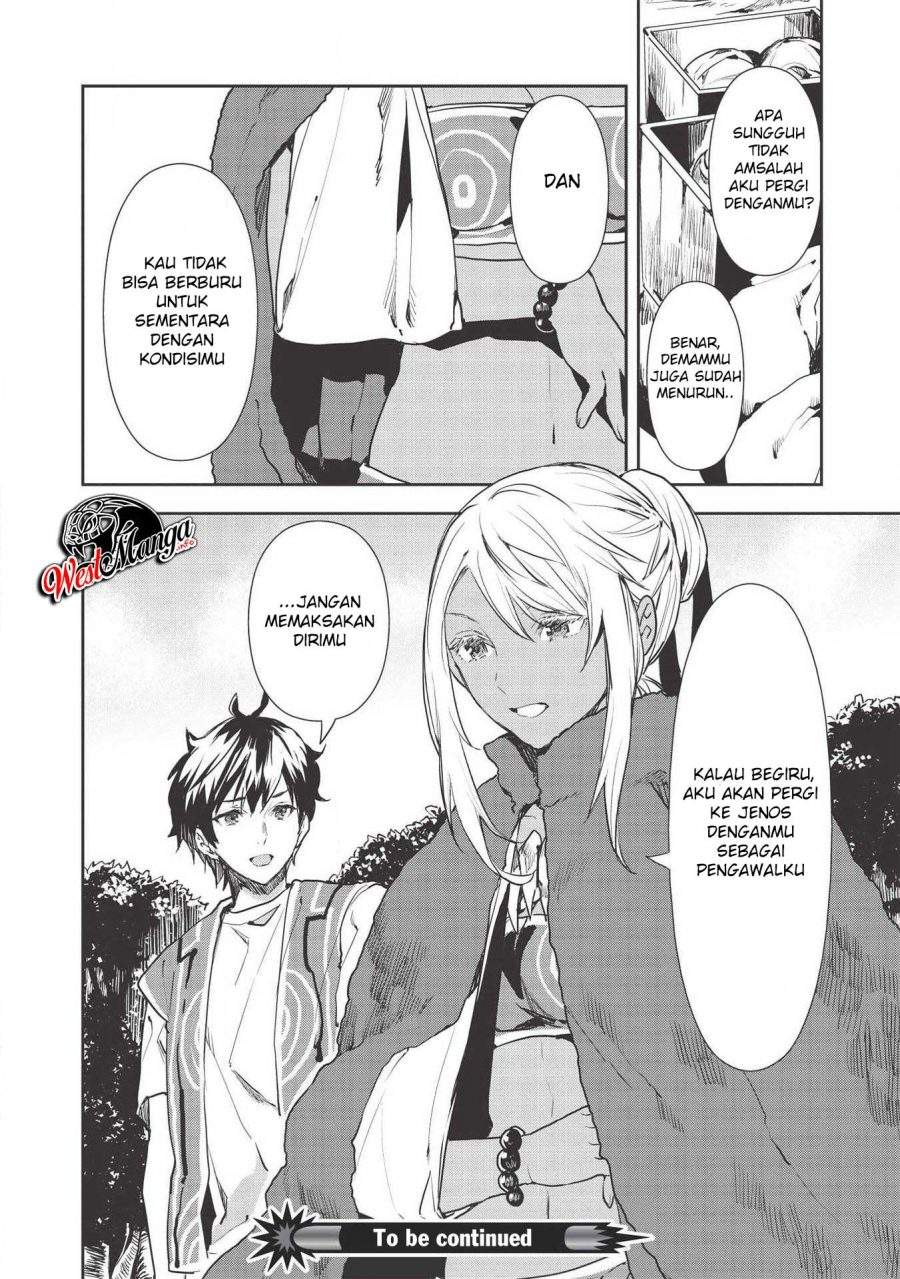 APA
SUNGGUH
TIDAK
AMSALAH
AKU PERGI
DENGANMU?
BENAR,
DEMAMMU
JUGA SUDAH
MENURUN..
DAN
KAU TIDAK
BISA BERBURU
UNTUK
SEMENTARA
DENGAN
KONDISIMU
KALAU BEGIRU,
AKU AKAN PERGI
KE JENOS
DENGANMU
SEBAGAI
PENGAWALKU
...JANGAN
MEMAKSAKAN
DIRIMU
WestManga
.info
To be continued